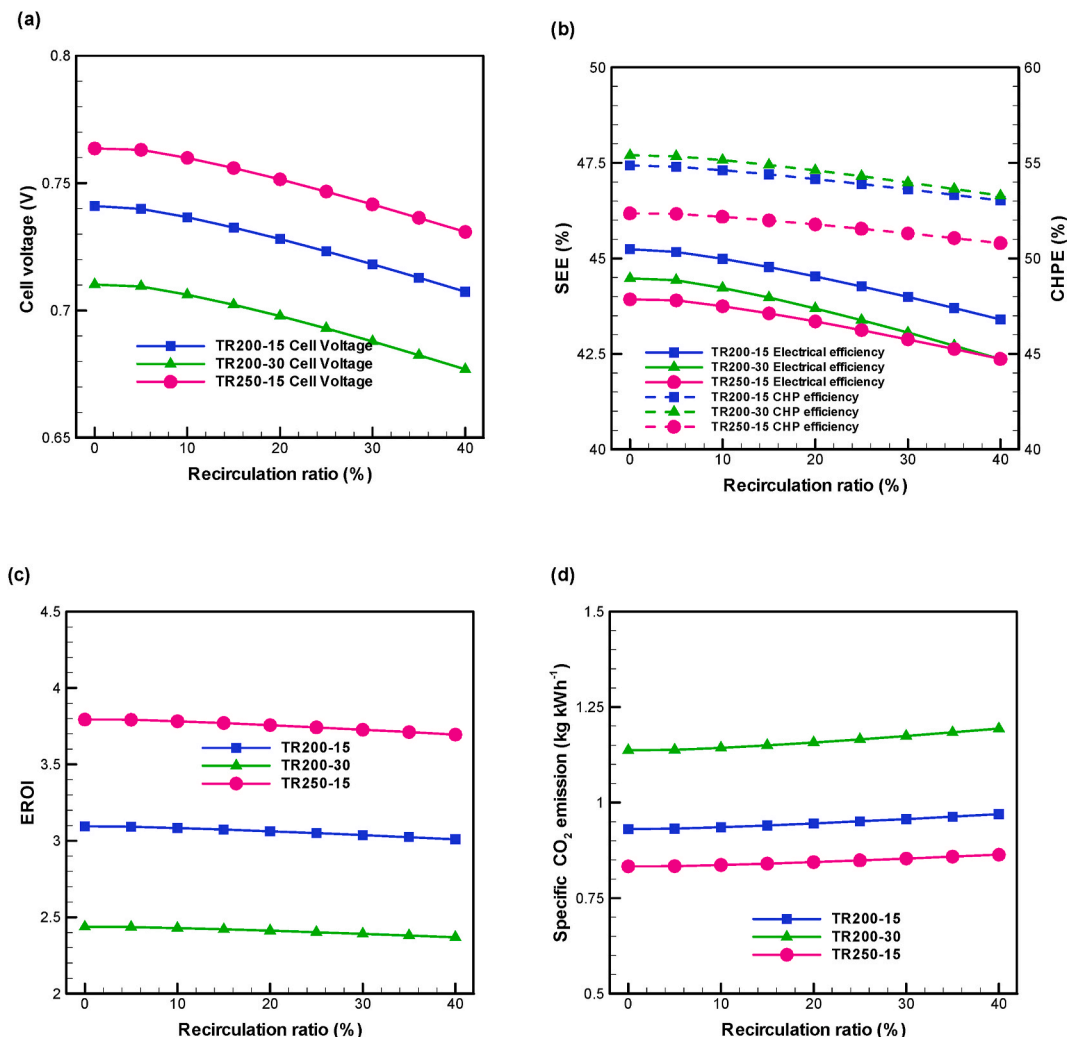 (a)
0.8
0.75
0.7
0.65
Cell voltage (V)
TR200-15 Cell Voltage
TR200-30 Cell Voltage
TR250-15 Cell Voltage
0 10 20 30 40
Recirculation ratio (%)
(b)
50
47.5
45
42.5
40
SEE (%)
60
55
50
45
40
CHPE (%)
TR200-15 Electrical efficiency
TR200-30 Electrical efficiency
TR250-15 Electrical efficiency
TR200-15 CHP efficiency
TR200-30 CHP efficiency
TR250-15 CHP efficiency
0 10 20 30 40
Recirculation ratio (%)
(c)
4.5
4
3.5
3
2.5
2
EROI
TR200-15
TR200-30
TR250-15
0 10 20 30 40
Recirculation ratio (%)
(d)
1.5
1.25
1
0.75
0.5
Specific CO₂ emission (kg kWh⁻¹)
TR200-15
TR200-30
TR250-15
0 10 20 30 40
Recirculation ratio (%)